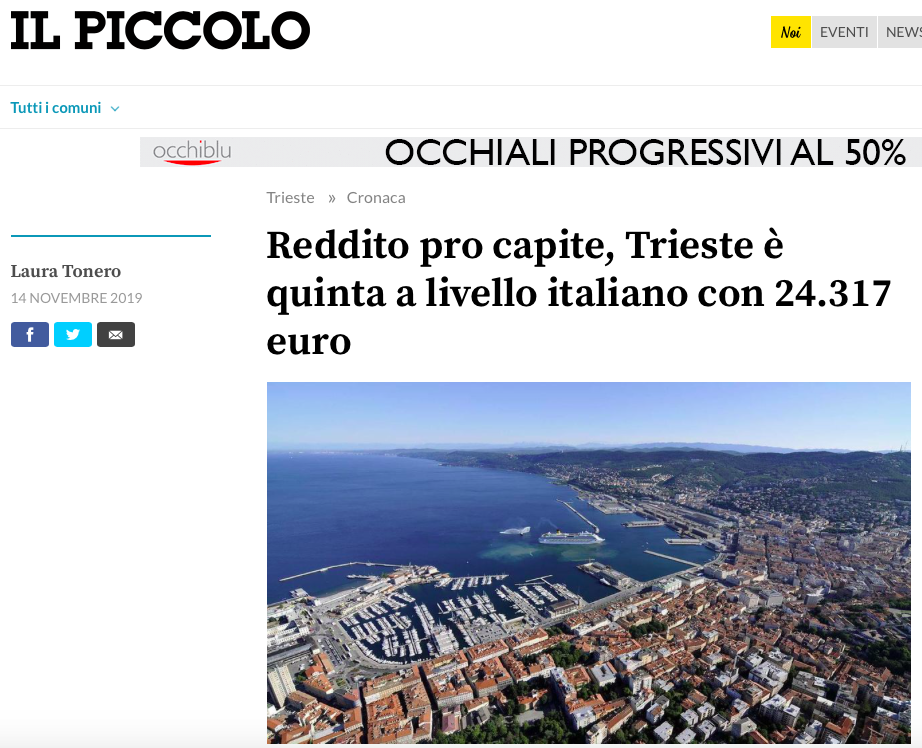 IL PICCOLO
Noi EVENTI NEWS
Tutti i comuni
occhiblu OCCHIALI PROGRESSIVI AL 50%
Trieste » Cronaca
Reddito pro capite, Trieste è
quinta a livello italiano con 24.317
euro
Laura Tonero
14 NOVEMBRE 2019